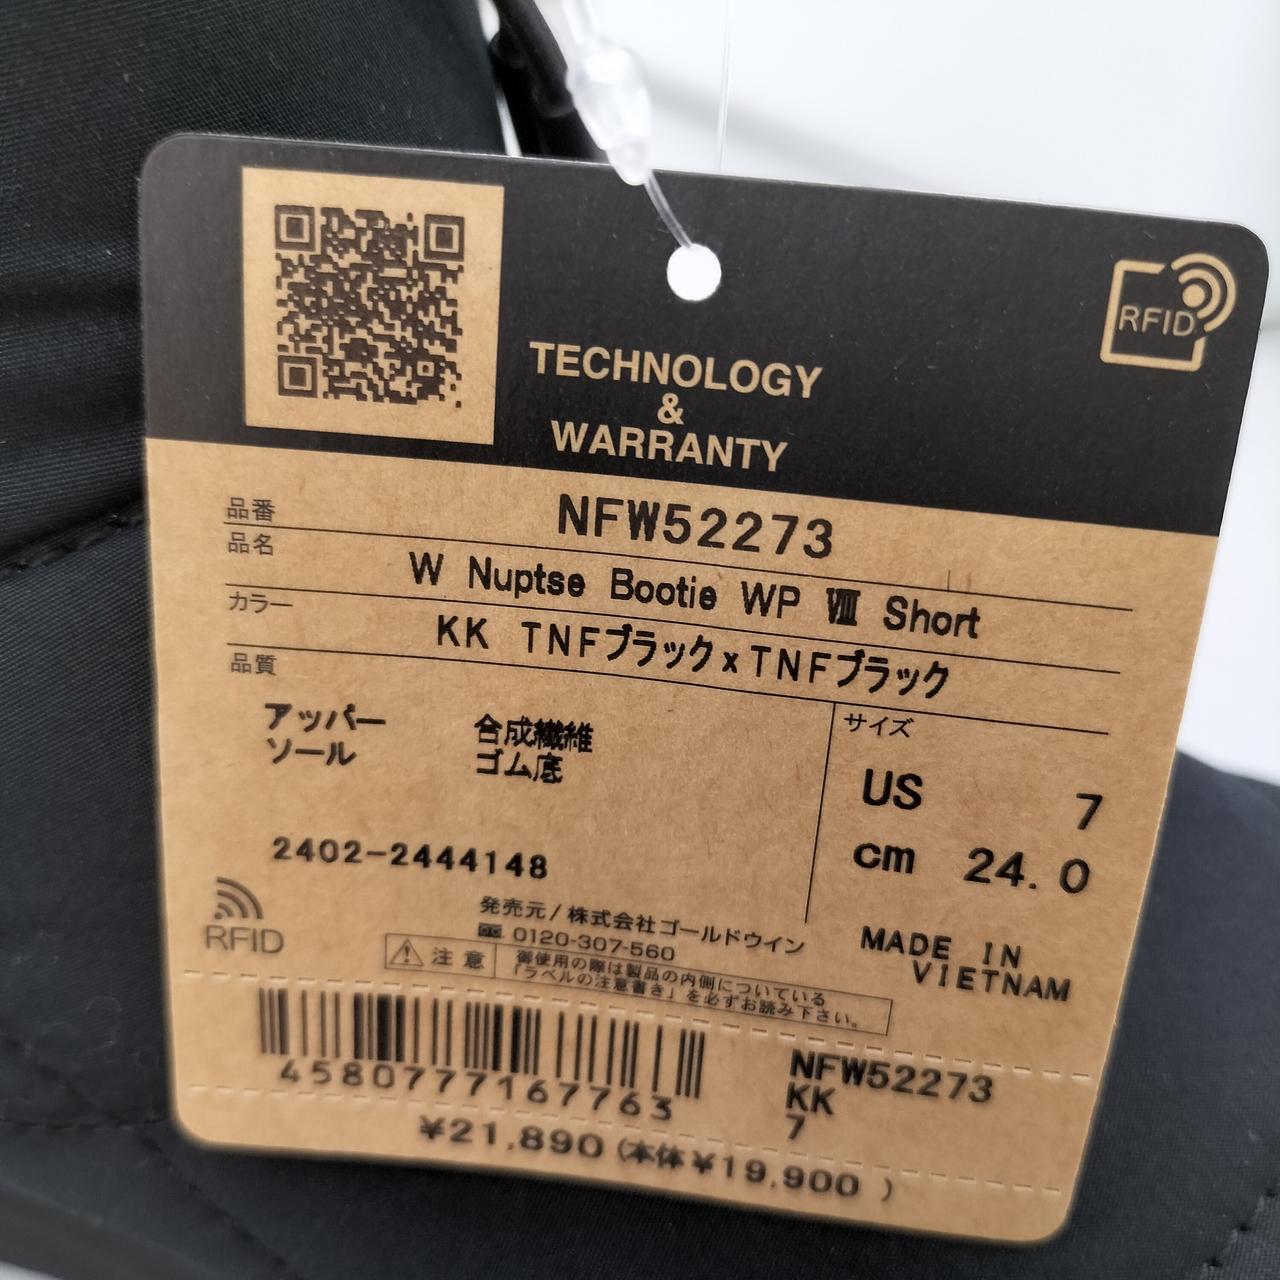 RFID
TECHNOLOGY
&
WARRANTY
品番 NFW52273
品名 W Nuptse Bootie WP Ⅷ Short
カラー KK TNFブラックxTNFブラック
品質
アッパー 合成繊維
ソール ゴム底
サイズ
US 7
cm 24.0
2402-2444148
RFID
発売元/株式会社ゴールドウイン
0120-307-560
MADE IN
VIETNAM
注意
御使用の際は製品の内側についている
「ラベルの注意書き」を必ずお読み下さい。
4580777167763
NFW52273
KK
7
¥21,890(本体¥19,900 )